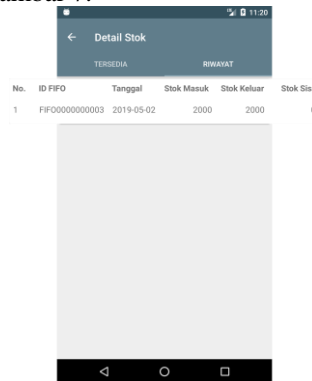 11:20
Detail Stok
TERSEDIA RIWAYAT
No. ID FIFO Tanggal Stok Masuk Stok Keluar Stok Sis
1 FIFO0000000003 2019-05-02 2000 2000